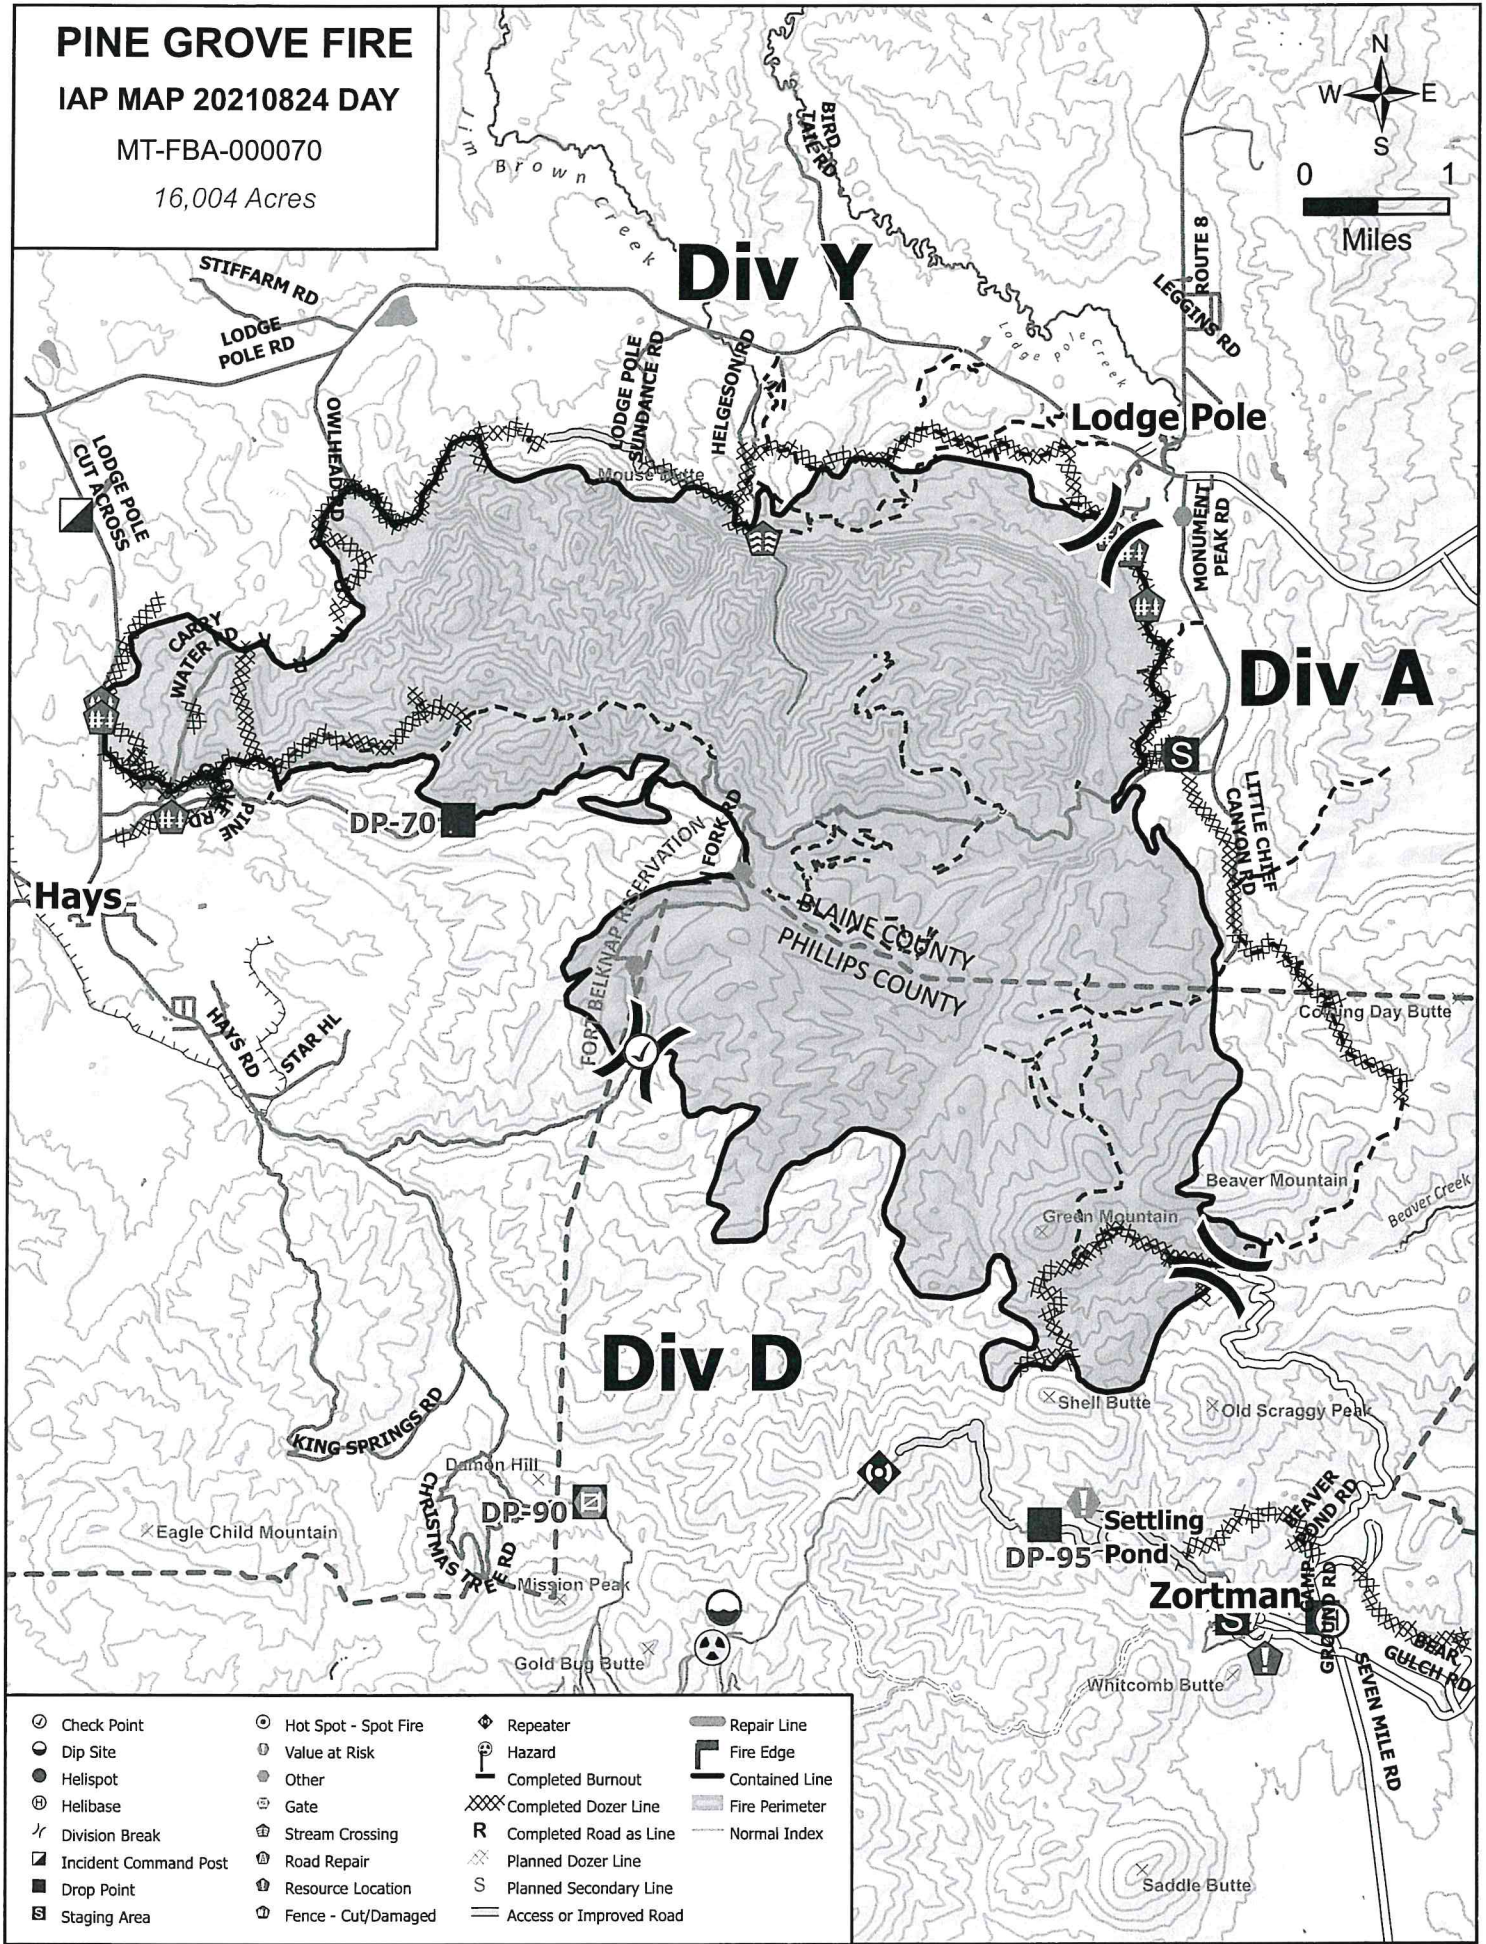 PINE GROVE FIRE
IAP MAP 20210824 DAY
MT-FBA-000070
16,004 Acres
N
W E
S
0 1
Miles
Jim Brown Creek
BIRD
TAIL RD
Div Y
ROUTE 8
LEGGINS RD
STIFFARM RD
LODGE
POLE RD
Lodge Pole Creek
LODGE POLE
SUNDANCE RD
HELGESON RD
OWLHEAD RD
Lodge Pole
LODGE POLE
CUT ACROSS
Mouse Butte
MONUMENT
PEAK RD
CARRY
WATER RD
Div A
S
LITTLE CHIEF
CANYON RD
DP-70
PINE
RD
FORK RD
FORT BELKNAP RESERVATION
Hays
BLAINE COUNTY
PHILLIPS COUNTY
Coming Day Butte
HAYS RD
STAR HL
Beaver Mountain
Beaver Creek
Green Mountain
Div D
Shell Butte
Old Scraggy Peak
KING SPRINGS RD
Damon Hill
DP-90
CHRISTMAS TREE RD
Eagle Child Mountain
Mission Peak
Settling
Pond
DP-95
BEAVER
POND RD
Zortman
S
CAMP
GROUND RD
BEAR
GULCH RD
Gold Bug Butte
Whitcomb Butte
SEVEN MILE RD
Saddle Butte
Check Point
Dip Site
Helispot
H Helibase
Division Break
Incident Command Post
Drop Point
S Staging Area
Hot Spot - Spot Fire
Value at Risk
Other
Gate
Stream Crossing
Road Repair
Resource Location
Fence - Cut/Damaged
Repeater
Hazard
Completed Burnout
Completed Dozer Line
R Completed Road as Line
Planned Dozer Line
S Planned Secondary Line
Access or Improved Road
Repair Line
Fire Edge
Contained Line
Fire Perimeter
Normal Index